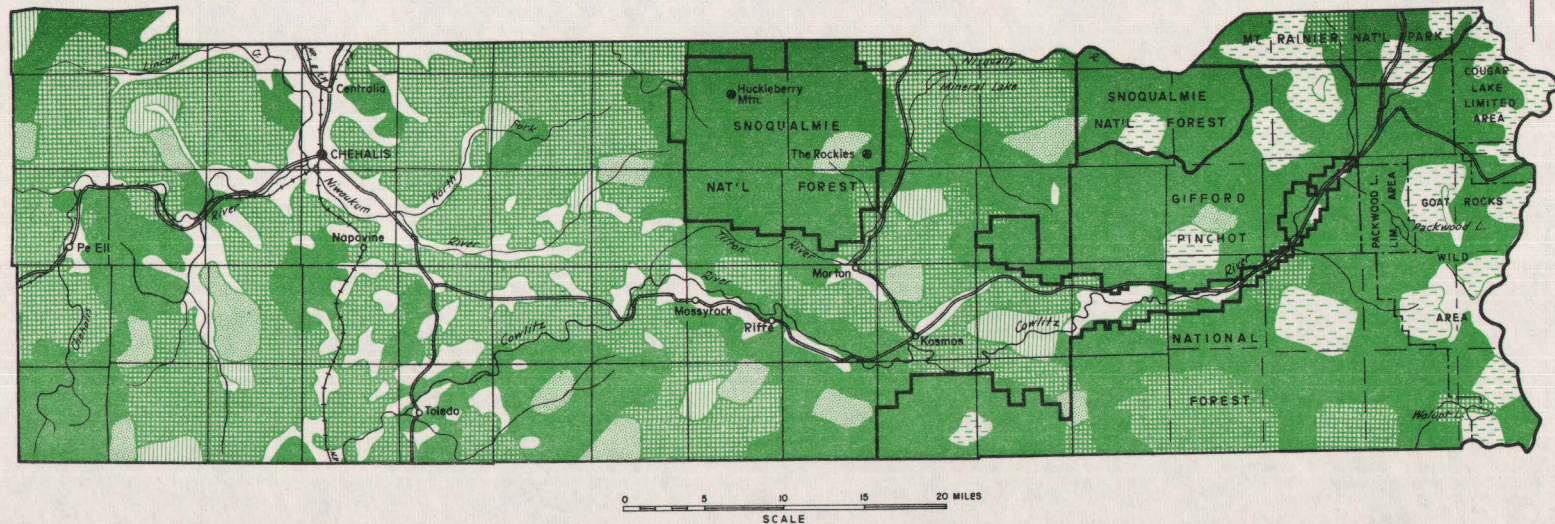 MT. RAINIER NAT'L PARK
Lincoln
C.
Nisqually
R.
Mineral Lake
COUGAR
LAKE
LIMITED
AREA
Centralia
Huckleberry
Mtn.
SNOQUALMIE
NAT'L FOREST
SNOQUALMIE
NAT'L FOREST
The Rockies
CHEHALIS
North Fork
Niwaukum
River
River
Napavine
Pe Ell
Chehalis
Tilton River
Morton
GIFFORD
PINCHOT
NATIONAL
FOREST
PACKWOOD L.
LIM. AREA
GOAT ROCKS
Packwood L.
WILD
AREA
River
River
Mossyrock
Riffe
Cowlitz
Kosmos
Cowlitz
Toledo
Walupt L.
0 5 10 15 20 MILES
SCALE